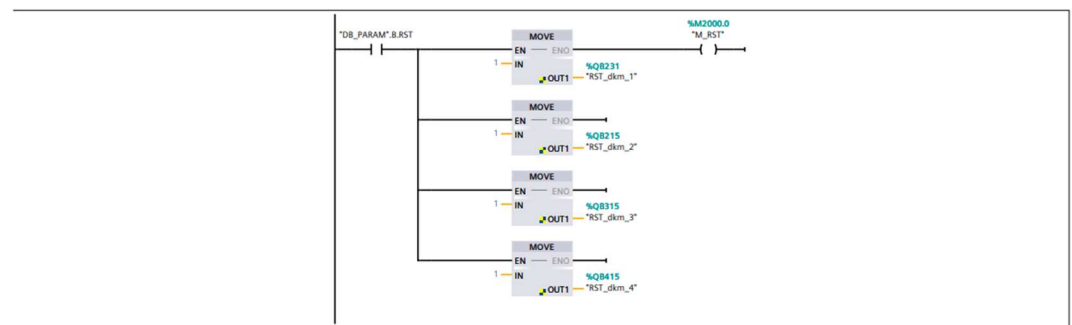 %M2000.0
"DB_PARAM".B.RST
MOVE
"M_RST"
EN ENO
1 IN
%QB231
OUT1 "RST_dkm_1"
MOVE
EN ENO
1 IN
%QB215
OUT1 "RST_dkm_2"
MOVE
EN ENO
1 IN
%QB315
OUT1 "RST_dkm_3"
MOVE
EN ENO
1 IN
%QB415
OUT1 "RST_dkm_4"